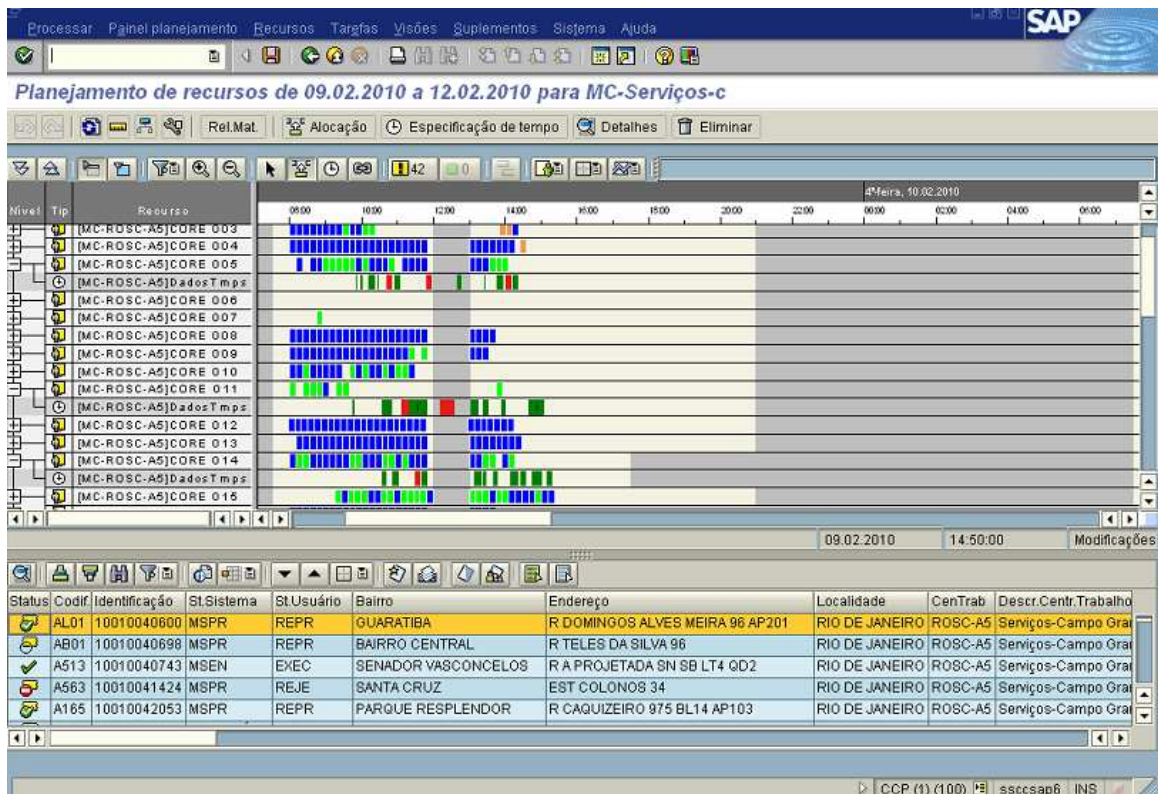 Processar Painel planejamento Recursos Tarefas Visões Suplementos Sistema Ajuda
SAP
Planejamento de recursos de 09.02.2010 a 12.02.2010 para MC-Serviços-c
Rel.Mat. Alocação Especificação de tempo Detalhes Eliminar
42 0
4ª-feira, 10.02.2010
Nível Tip Recurso 08:00 10:00 12:00 14:00 16:00 18:00 20:00 22:00 00:00 02:00 04:00 06:00
[MC-ROSC-A5]CORE 003
[MC-ROSC-A5]CORE 004
[MC-ROSC-A5]CORE 005
[MC-ROSC-A5]DadosTmps
[MC-ROSC-A5]CORE 006
[MC-ROSC-A5]CORE 007
[MC-ROSC-A5]CORE 008
[MC-ROSC-A5]CORE 009
[MC-ROSC-A5]CORE 010
[MC-ROSC-A5]CORE 011
[MC-ROSC-A5]DadosTmps
[MC-ROSC-A5]CORE 012
[MC-ROSC-A5]CORE 013
[MC-ROSC-A5]CORE 014
[MC-ROSC-A5]DadosTmps
[MC-ROSC-A5]CORE 015
09.02.2010 14:50:00 Modificações
Status Codif. Identificação St.Sistema St.Usuário Bairro Endereço Localidade CenTrab Descr.Centr.Trabalho
AL01 10010040600 MSPR REPR GUARATIBA R DOMINGOS ALVES MEIRA 96 AP201 RIO DE JANEIRO ROSC-A5 Serviços-Campo Gran
AB01 10010040698 MSPR REPR BAIRRO CENTRAL R TELES DA SILVA 96 RIO DE JANEIRO ROSC-A5 Serviços-Campo Gra
A513 10010040743 MSEN EXEC SENADOR VASCONCELOS R A PROJETADA SN SB LT4 QD2 RIO DE JANEIRO ROSC-A5 Serviços-Campo Gra
A563 10010041424 MSPR REJE SANTA CRUZ EST COLONOS 34 RIO DE JANEIRO ROSC-A5 Serviços-Campo Gra
A165 10010042053 MSPR REPR PARQUE RESPLENDOR R CAQUIZEIRO 975 BL14 AP103 RIO DE JANEIRO ROSC-A5 Serviços-Campo Gra
CCP (1) (100) ssccsap6 INS